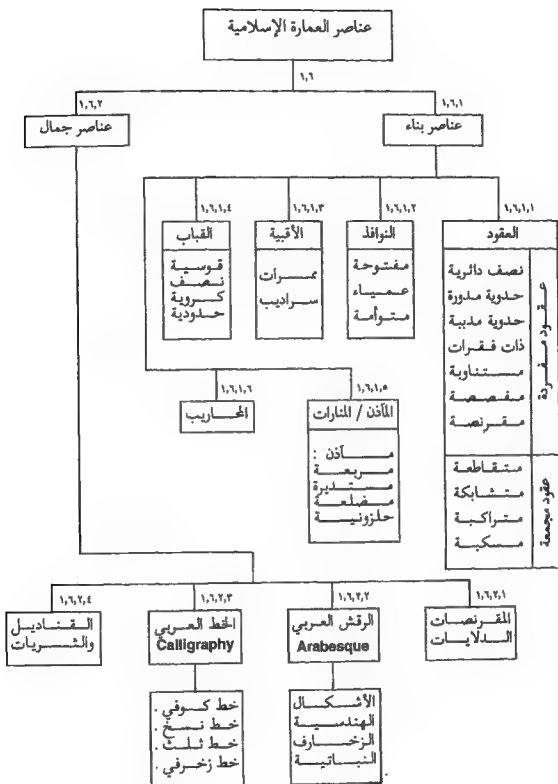 عناصر العمارة الإسلامية
١,٦
١,٦,١
عناصر بناء
١,٦,٢
عناصر جمال
١,٦,١,١
العقود
عقود مفردة
نصف دائرية
حدوية مدورة
حدوية مدببة
ذات فقرات
متناوبة
مفصصة
مقرنصة
عقود مجمعة
متقاطعة
متشابكة
متراكبة
مسكبة
١,٦,١,٢
النوافذ
مفتوحة
عمياء
متوأمة
١,٦,١,٣
الأقبية
ممرات
سراديب
١,٦,١,٤
القباب
قوسية
نصف
كروية
حدودية
١,٦,١,٥
المآذن / المنارات
مآذن :
مربعة
مستديرة
مضلعة
حلزونية
١,٦,١,٦
المحاريب
١,٦,٢,١
المقرنصات
الدلايات
١,٦,٢,٢
الرقش العربي
Arabesque
الأشكال
الهندسية
الزخارف
النباتية
١,٦,٢,٣
الخط العربي
Calligraphy
خط كوفي .
خط نسخ .
خط ثلث .
خط زخرفي .
١,٦,٢,٤
القناديل
والثريات